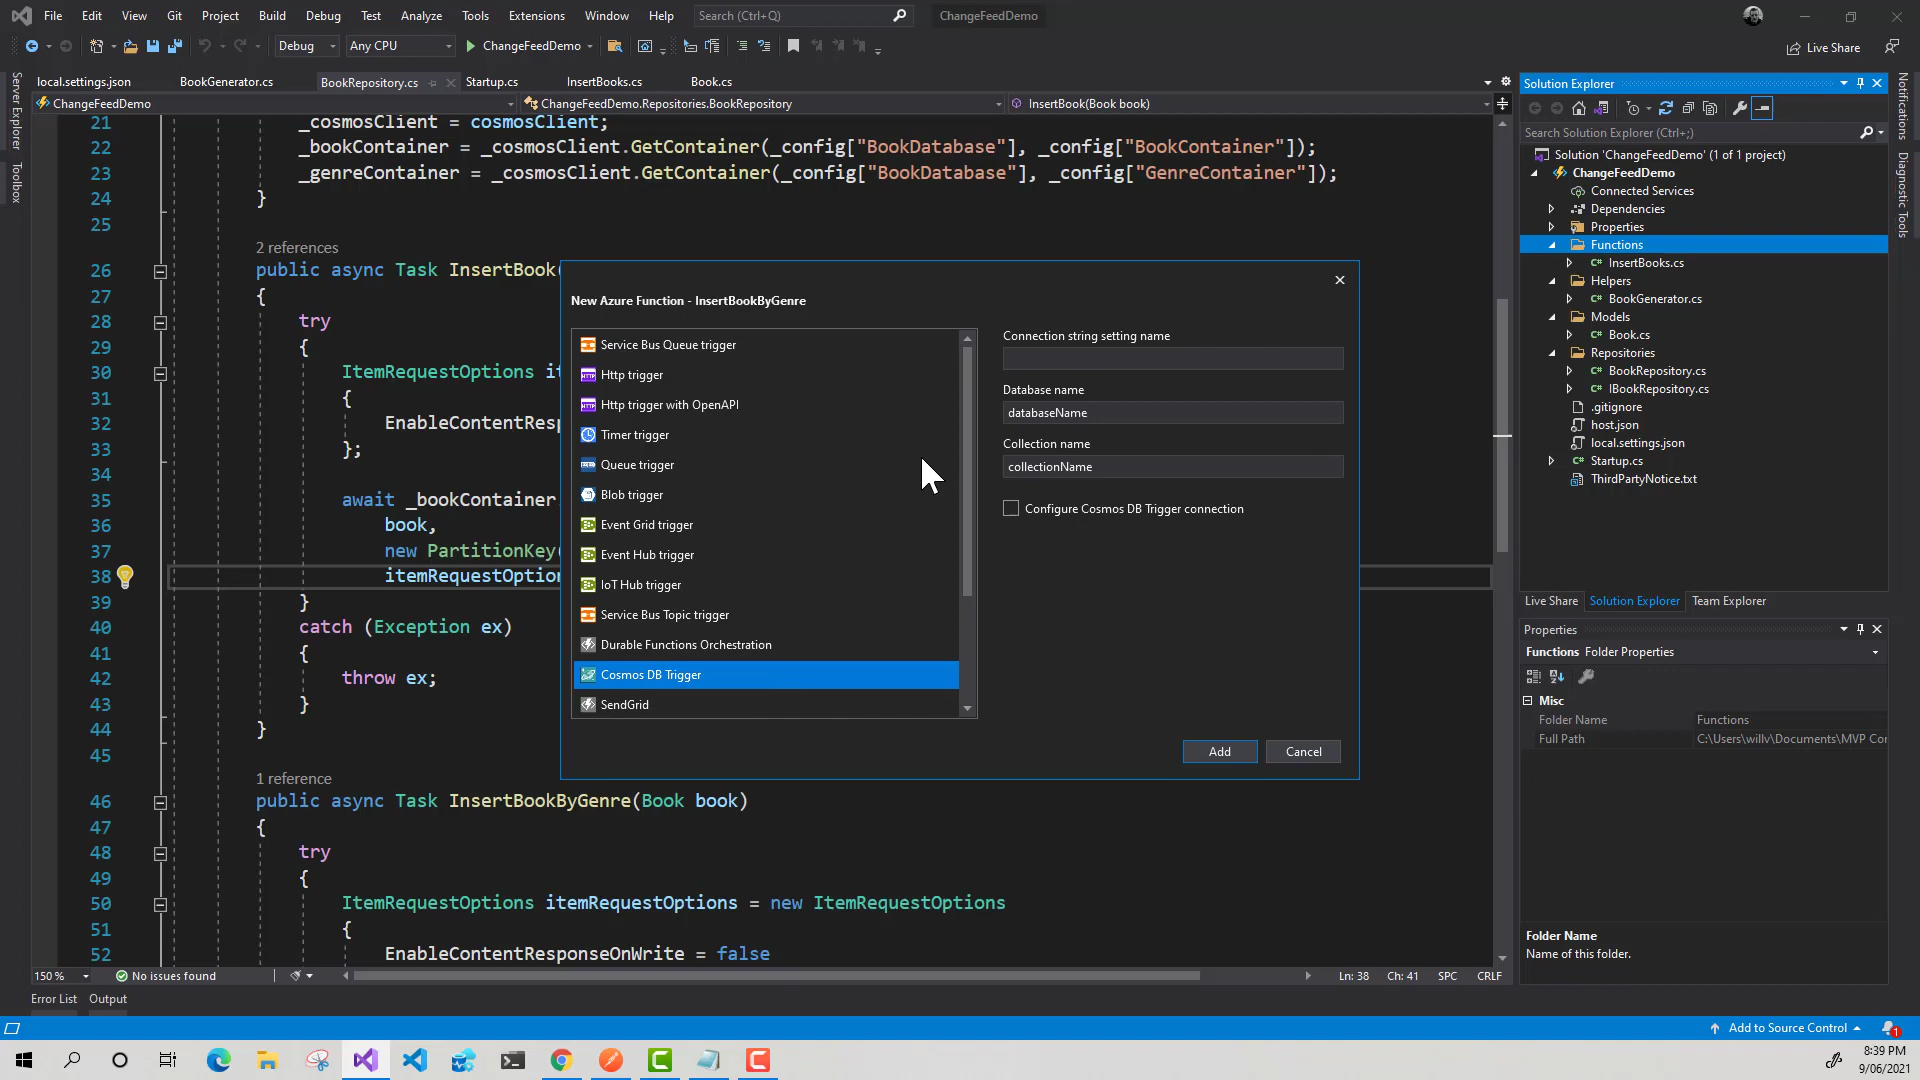 File Edit View Git Project Build Debug Test Analyze Tools Extensions Window Help Search (Ctrl+Q) ChangeFeedDemo
Debug Any CPU ChangeFeedDemo Live Share
local.settings.json BookGenerator.cs BookRepository.cs Startup.cs InsertBooks.cs Book.cs
ChangeFeedDemo ChangeFeedDemo.Repositories.BookRepository InsertBook(Book book)
Server Explorer
Toolbox
21 _cosmosClient = cosmosClient;
22 _bookContainer = _cosmosClient.GetContainer(_config["BookDatabase"], _config["BookContainer"]);
23 _genreContainer = _cosmosClient.GetContainer(_config["BookDatabase"], _config["GenreContainer"]);
24 }
25
2 references
26 public async Task InsertBook(
27 {
28 try
29 {
30 ItemRequestOptions it
31 {
32 EnableContentResp
33 };
34
35 await _bookContainer.
36 book,
37 new PartitionKey(
38 itemRequestOption
39 }
40 catch (Exception ex)
41 {
42 throw ex;
43 }
44 }
45
1 reference
46 public async Task InsertBookByGenre(Book book)
47 {
48 try
49 {
50 ItemRequestOptions itemRequestOptions = new ItemRequestOptions
51 {
52 EnableContentResponseOnWrite = false
150 % No issues found Ln: 38 Ch: 41 SPC CRLF
Error List Output
New Azure Function - InsertBookByGenre
Service Bus Queue trigger
Http trigger
Http trigger with OpenAPI
Timer trigger
Queue trigger
Blob trigger
Event Grid trigger
Event Hub trigger
IoT Hub trigger
Service Bus Topic trigger
Durable Functions Orchestration
Cosmos DB Trigger
SendGrid
Connection string setting name
Database name
databaseName
Collection name
collectionName
Configure Cosmos DB Trigger connection
Add Cancel
Solution Explorer
Search Solution Explorer (Ctrl+;)
Solution 'ChangeFeedDemo' (1 of 1 project)
ChangeFeedDemo
Connected Services
Dependencies
Properties
Functions
C# InsertBooks.cs
Helpers
C# BookGenerator.cs
Models
C# Book.cs
Repositories
C# BookRepository.cs
C# IBookRepository.cs
.gitignore
host.json
local.settings.json
C# Startup.cs
ThirdPartyNotice.txt
Live Share Solution Explorer Team Explorer
Properties
Functions Folder Properties
Misc
Folder Name Functions
Full Path C:\Users\willv\Documents\MVP Cor
Folder Name
Name of this folder.
Notifications
Diagnostic Tools
Add to Source Control 1
8:39 PM
9/06/2021